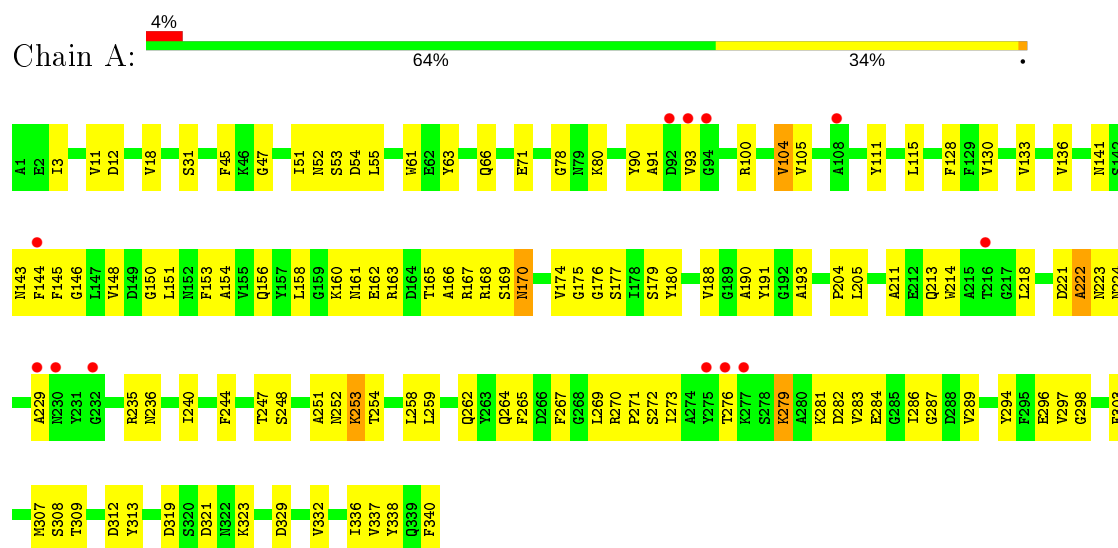 4%
Chain A:
64% 34% •
A1 E2 I3 V11 D12 V18 S31 F45 K46 G47 I51 N52 S53 D54 L55 W61 E62 Y63 Q66 E71 G78 N79 K80 Y90 A91 D92 V93 G94 R100 V104 V105 A108 Y111 L115 F128 F129 V130 V133 V136 N141 S142
N143 F144 F145 G146 L147 V148 D149 G150 L151 N152 F153 A154 V155 Q156 Y157 L158 G159 K160 N161 E162 R163 D164 T165 A166 R167 R168 S169 N170 V174 G175 G176 S177 I178 S179 Y180 V188 G189 A190 Y191 G192 A193 P204 L205 A211 E212 Q213 W214 A215 T216 G217 L218 D221 A222 N223 N224
A229 N230 Y231 G232 R235 N236 I240 F244 T247 S248 A251 N252 K253 T254 L258 L259 Q262 Y263 Q264 F265 D266 F267 G268 L269 R270 P271 S272 I273 A274 Y275 T276 K277 S278 K279 A280 K281 D282 V283 E284 G285 I286 G287 D288 V289 Y294 F295 E296 V297 G298
M307 S308 T309 D312 Y313 D319 S320 D321 N322 K323 D329 V332 I336 V337 Y338 Q339 F340